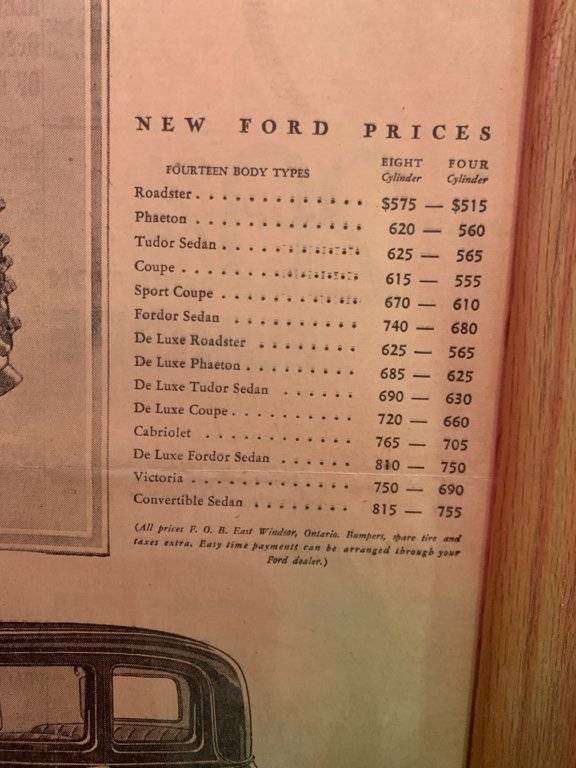 NEW FORD PRICES
FOURTEEN BODY TYPES EIGHT Cylinder FOUR Cylinder
Roadster . . . . . . . . . . . . . $575 — $515
Phaeton . . . . . . . . . . . . . 620 — 560
Tudor Sedan . . . . . . . . . . . 625 — 565
Coupe . . . . . . . . . . . . . . 615 — 555
Sport Coupe . . . . . . . . . . . 670 — 610
Fordor Sedan . . . . . . . . . . 740 — 680
De Luxe Roadster . . . . . . . . 625 — 565
De Luxe Phaeton . . . . . . . . . 685 — 625
De Luxe Tudor Sedan . . . . . . 690 — 630
De Luxe Coupe . . . . . . . . . . 720 — 660
Cabriolet . . . . . . . . . . . . 765 — 705
De Luxe Fordor Sedan . . . . . . 810 — 750
Victoria . . . . . . . . . . . . . 750 — 690
Convertible Sedan . . . . . . . . 815 — 755
(All prices F. O. B. East Windsor, Ontario. Bumpers, spare tire and
taxes extra. Easy time payments can be arranged through your
Ford dealer.)